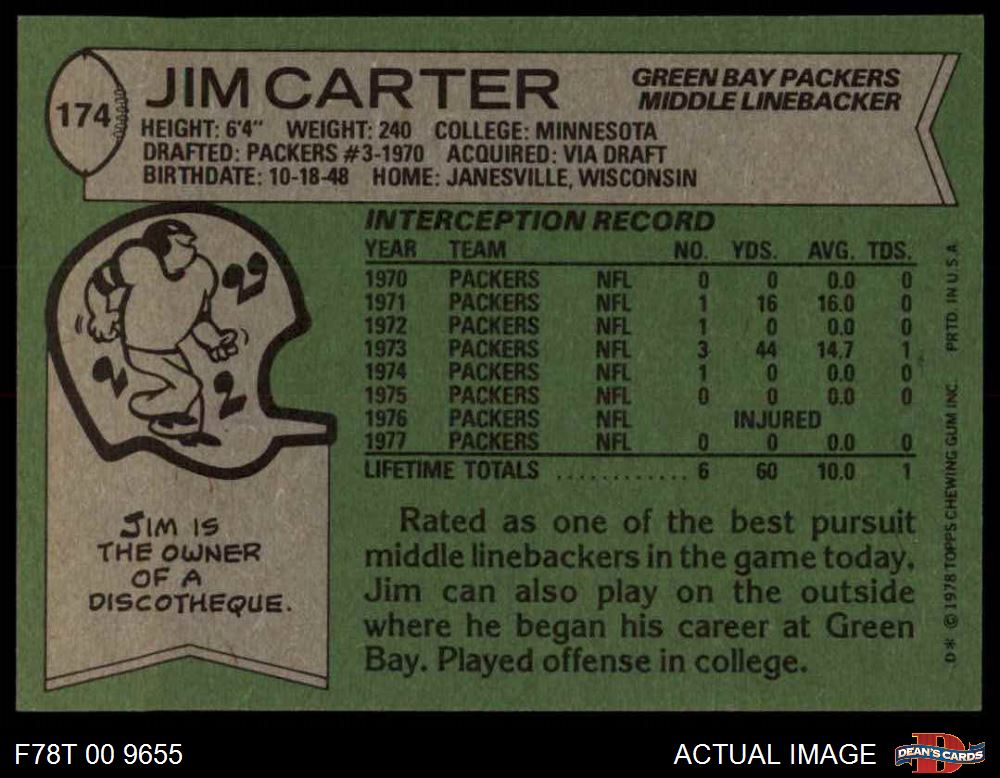 174
JIM CARTER
GREEN BAY PACKERS
MIDDLE LINEBACKER
HEIGHT: 6'4" WEIGHT: 240 COLLEGE: MINNESOTA
DRAFTED: PACKERS #3-1970 ACQUIRED: VIA DRAFT
BIRTHDATE: 10-18-48 HOME: JANESVILLE, WISCONSIN
INTERCEPTION RECORD
YEAR TEAM NO. YDS. AVG. TDS.
1970 PACKERS NFL 0 0 0.0 0
1971 PACKERS NFL 1 16 16.0 0
1972 PACKERS NFL 1 0 0.0 0
1973 PACKERS NFL 3 44 14.7 1
1974 PACKERS NFL 1 0 0.0 0
1975 PACKERS NFL 0 0 0.0 0
1976 PACKERS NFL INJURED
1977 PACKERS NFL 0 0 0.0 0
LIFETIME TOTALS ............ 6 60 10.0 1
JIM IS
THE OWNER
OF A
DISCOTHEQUE.
Rated as one of the best pursuit
middle linebackers in the game today.
Jim can also play on the outside
where he began his career at Green
Bay. Played offense in college.
D* © 1978 TOPPS CHEWING GUM INC. PRTD. IN U.S.A.
F78T 00 9655
ACTUAL IMAGE
D
DEAN'S CARDS